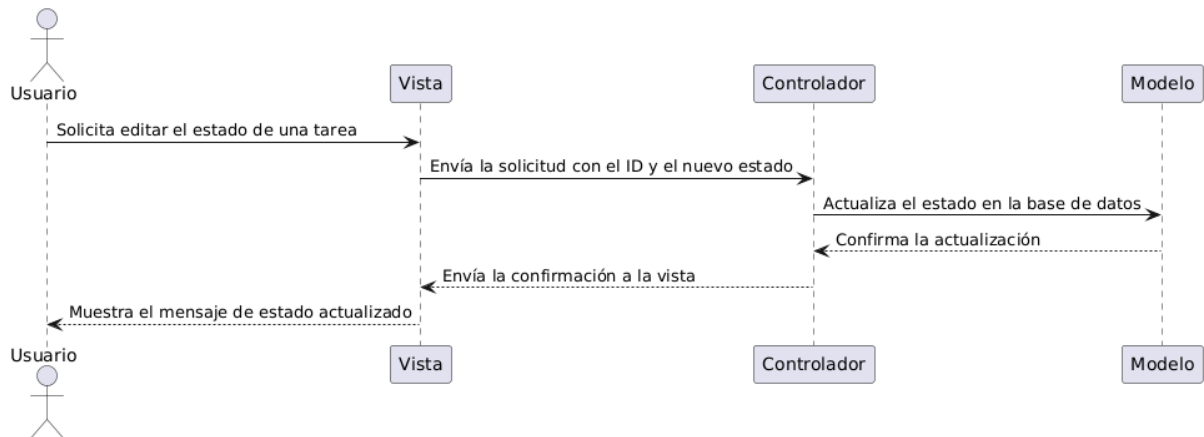 Usuario
Vista
Controlador
Modelo
Solicita editar el estado de una tarea
Envía la solicitud con el ID y el nuevo estado
Actualiza el estado en la base de datos
Confirma la actualización
Envía la confirmación a la vista
Muestra el mensaje de estado actualizado
Usuario
Vista
Controlador
Modelo